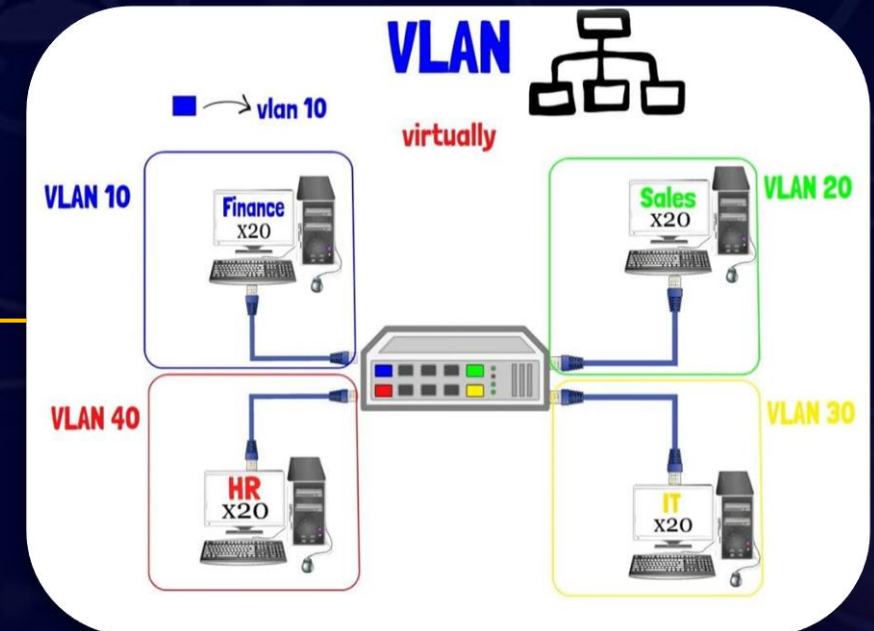 VLAN
vlan 10
virtually
VLAN 10
Finance
X20
Sales
X20
VLAN 20
VLAN 40
HR
X20
IT
X20
VLAN 30